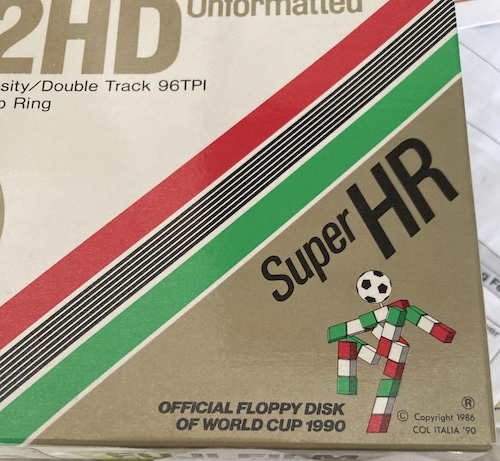 2HD Unformatted
sity/Double Track 96TPI
Ring
Super HR
OFFICIAL FLOPPY DISK
OF WORLD CUP 1990
®
© Copyright 1986
COL ITALIA '90